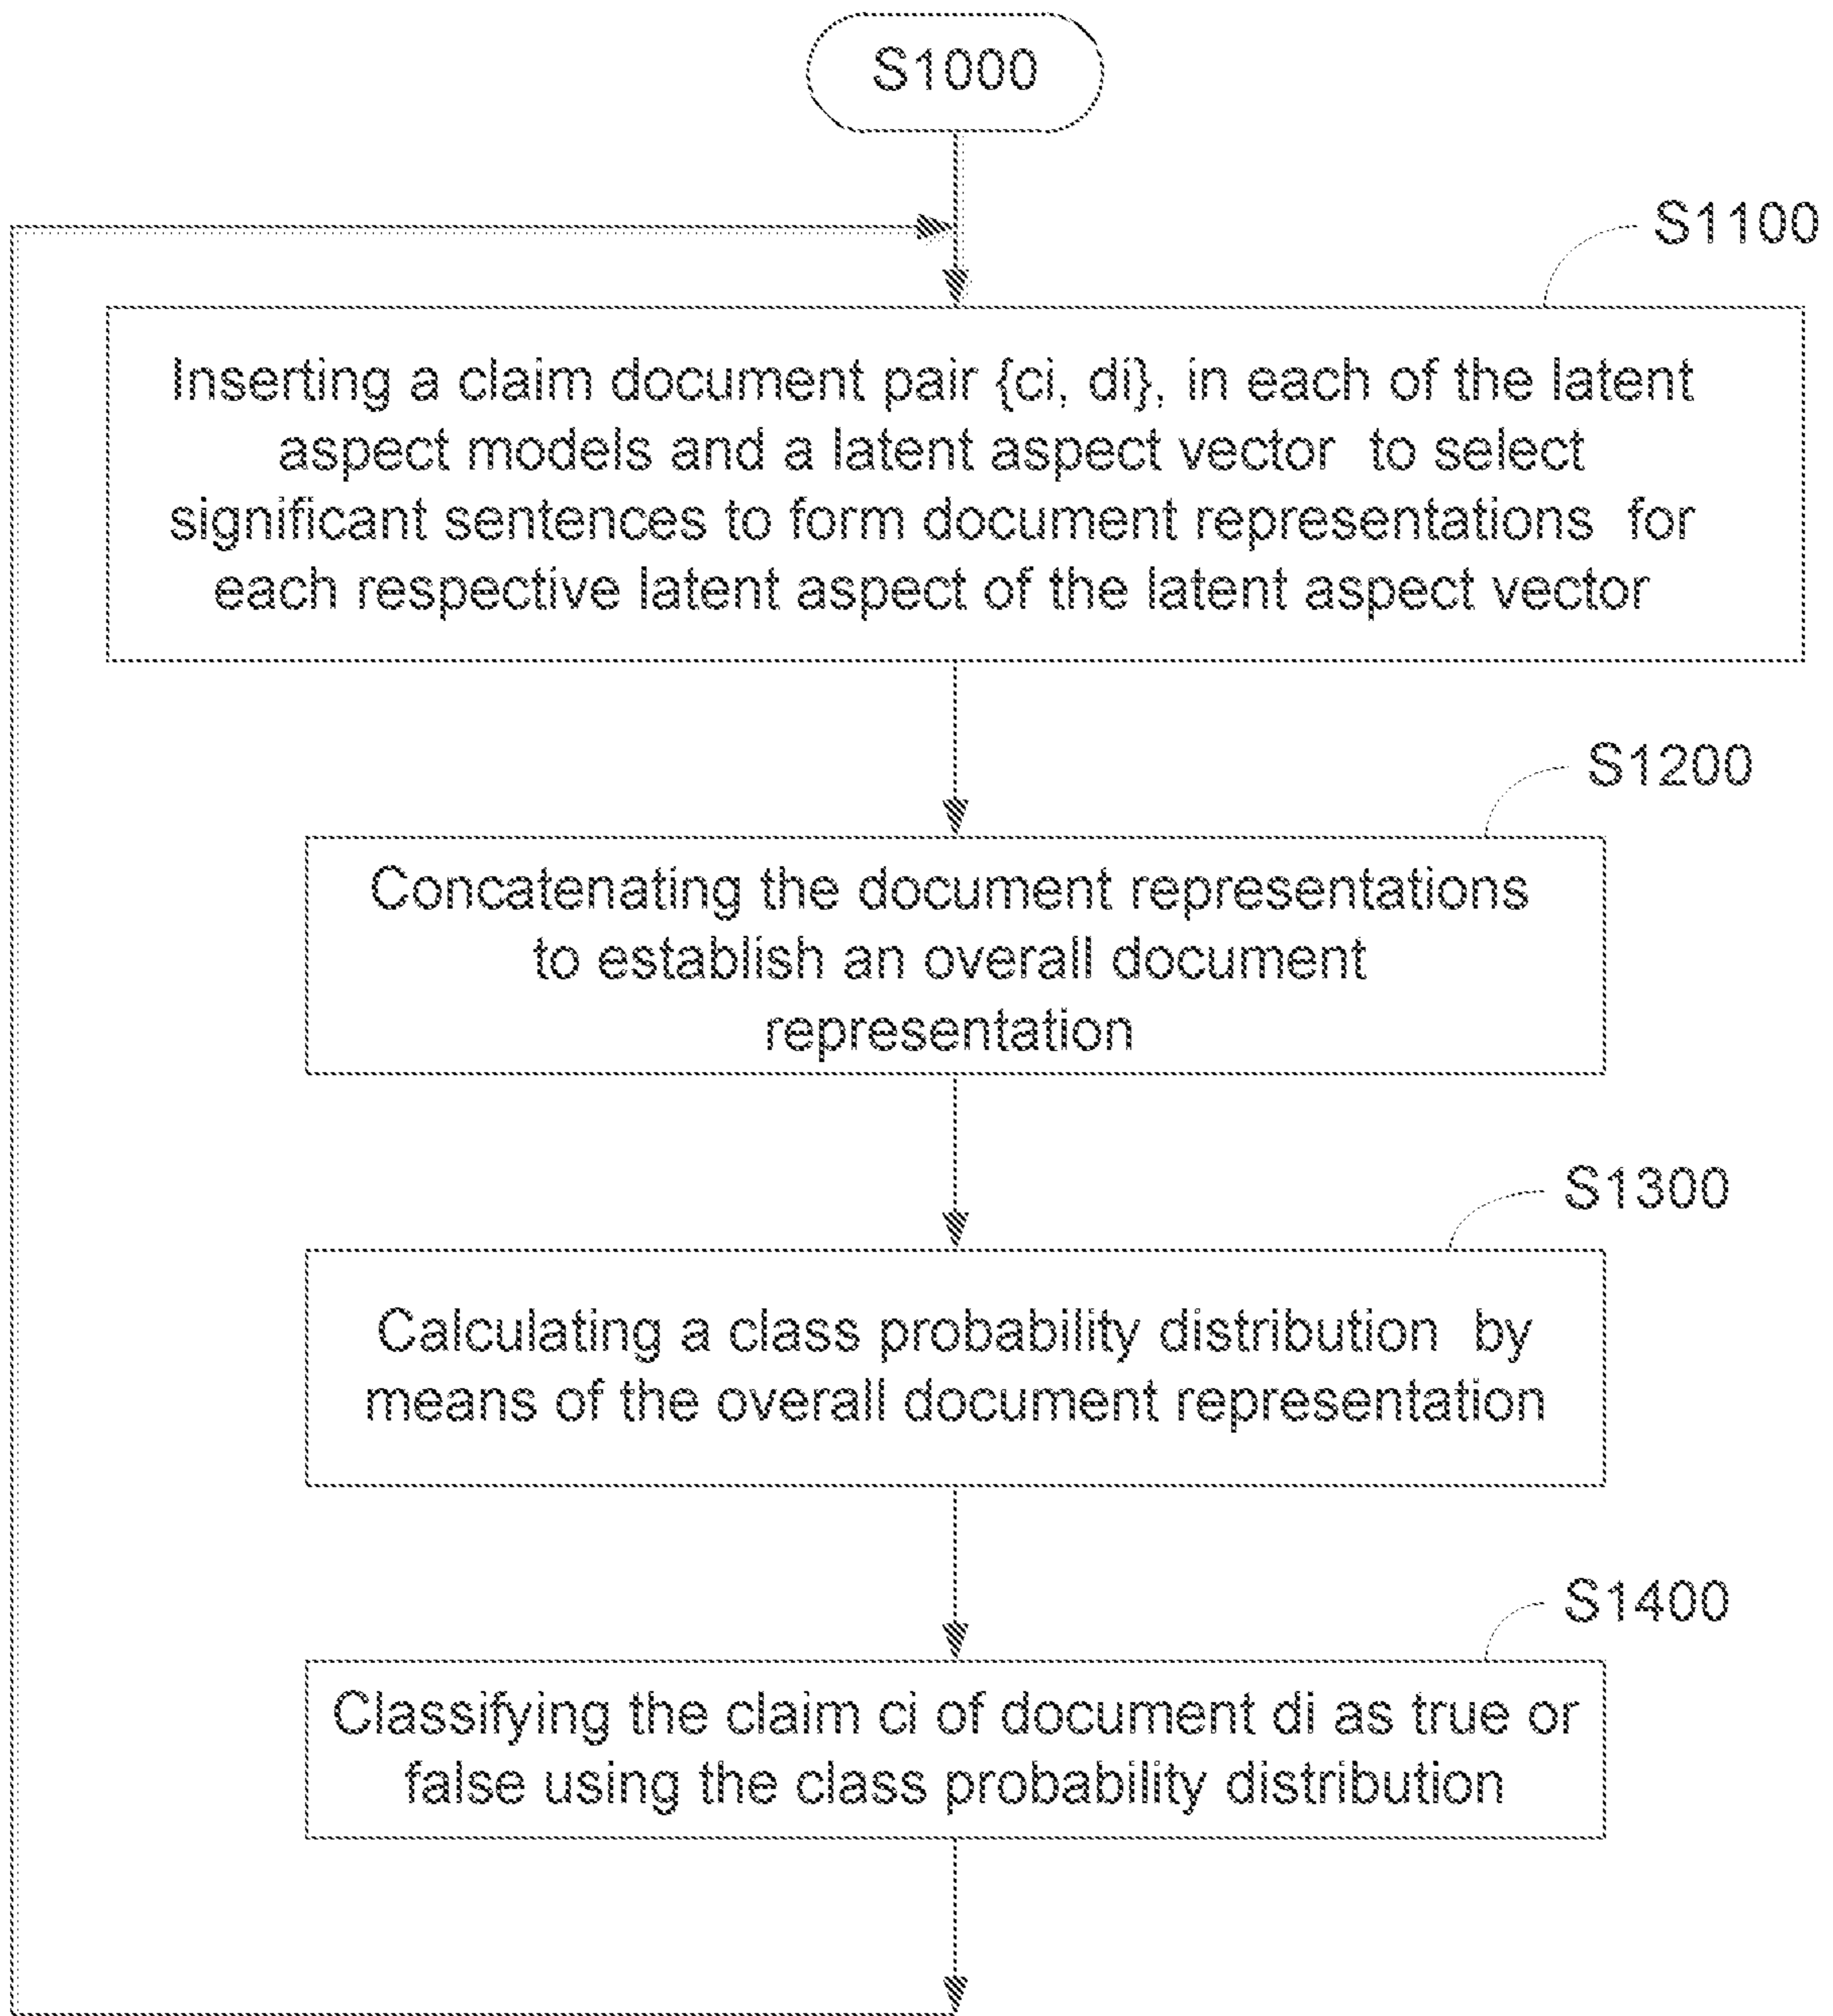 S1000
S1100
Inserting a claim document pair {ci, di}, in each of the latent
aspect models and a latent aspect vector to select
significant sentences to form document representations for
each respective latent aspect of the latent aspect vector
S1200
Concatenating the document representations
to establish an overall document
representation
S1300
Calculating a class probability distribution by
means of the overall document representation
S1400
Classifying the claim ci of document di as true or
false using the class probability distribution